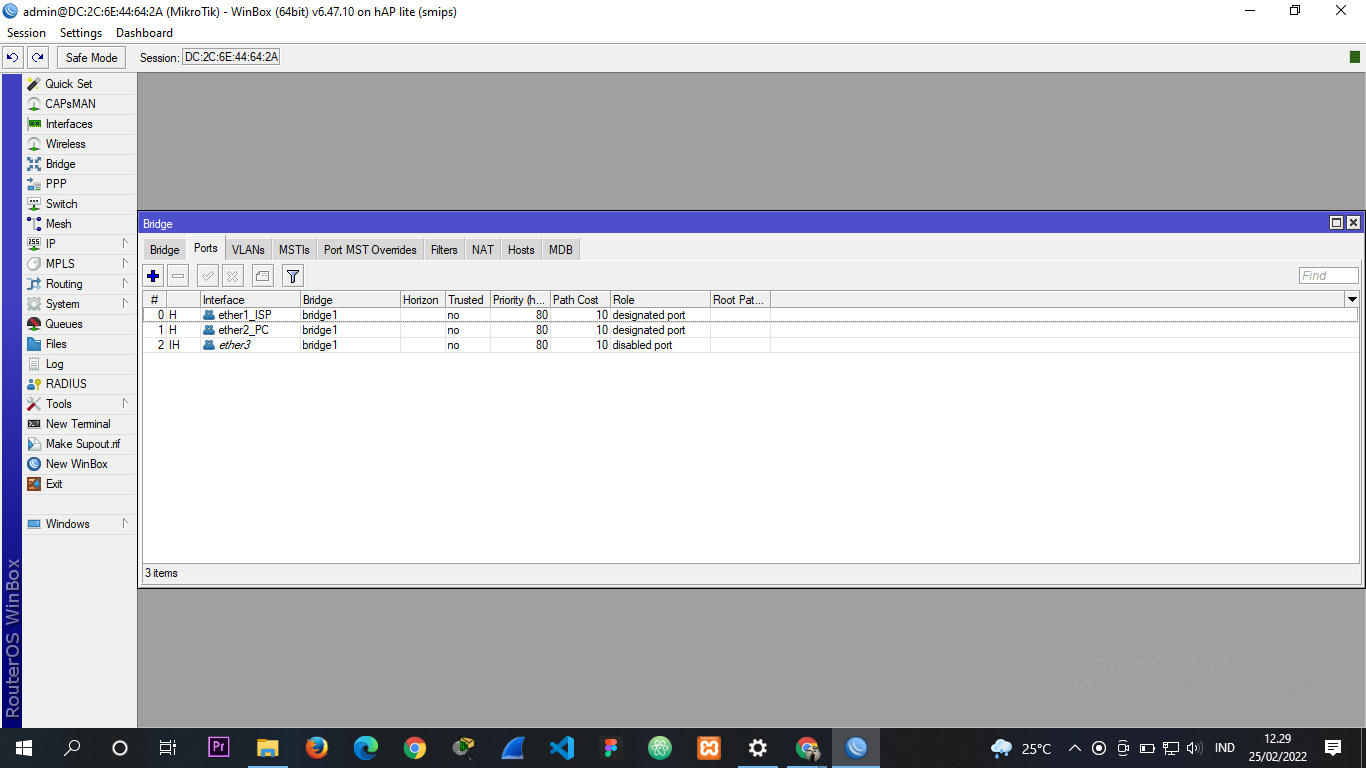 admin@DC:2C:6E:44:64:2A (MikroTik) - WinBox (64bit) v6.47.10 on hAP lite (smips)
Session Settings Dashboard
Safe Mode Session: DC:2C:6E:44:64:2A
Quick Set
CAPsMAN
Interfaces
Wireless
Bridge
PPP
Switch
Mesh
IP
MPLS
Routing
System
Queues
Files
Log
RADIUS
Tools
New Terminal
Make Supout.rif
New WinBox
Exit
Windows
RouterOS WinBox
Bridge
Bridge Ports VLANs MSTIs Port MST Overrides Filters NAT Hosts MDB
Find
# Interface Bridge Horizon Trusted Priority (h... Path Cost Role Root Pat...
0 H ether1_ISP bridge1 no 80 10 designated port
1 H ether2_PC bridge1 no 80 10 designated port
2 IH ether3 bridge1 no 80 10 disabled port
3 items
Activate Windows
Go to Settings to activate Windows.
Pr
25°C IND 12.29
25/02/2022